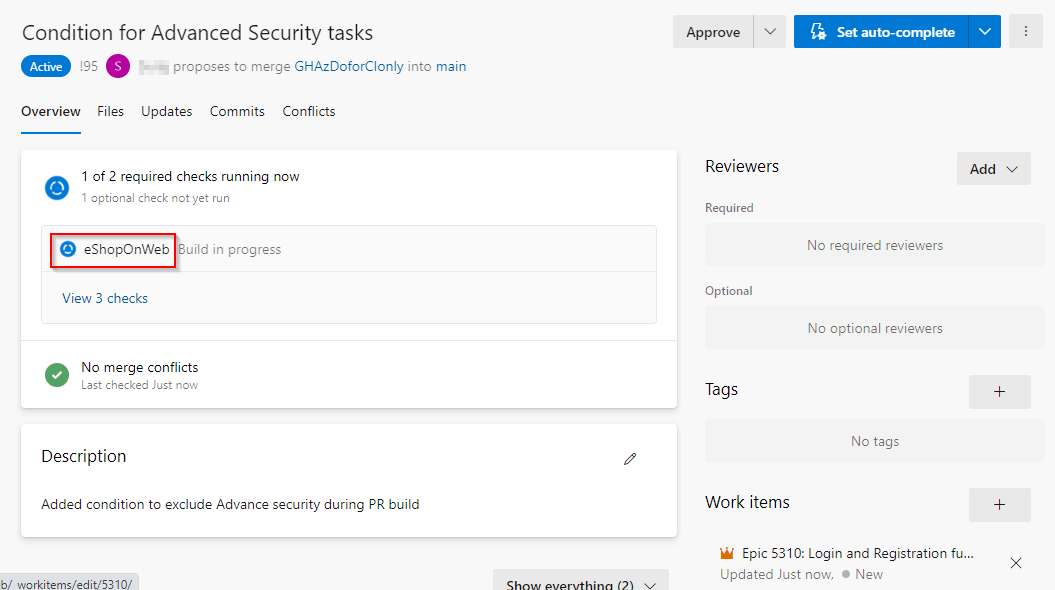 Condition for Advanced Security tasks
Approve
Set auto-complete
Active !95 S proposes to merge GHAzDoforClonly into main
Overview Files Updates Commits Conflicts
1 of 2 required checks running now
1 optional check not yet run
eShopOnWeb Build in progress
View 3 checks
No merge conflicts
Last checked Just now
Description
Added condition to exclude Advance security during PR build
Show everything (2)
b/_workitems/edit/5310/
Reviewers
Add
Required
No required reviewers
Optional
No optional reviewers
Tags
No tags
Work items
Epic 5310: Login and Registration fu...
Updated Just now, New